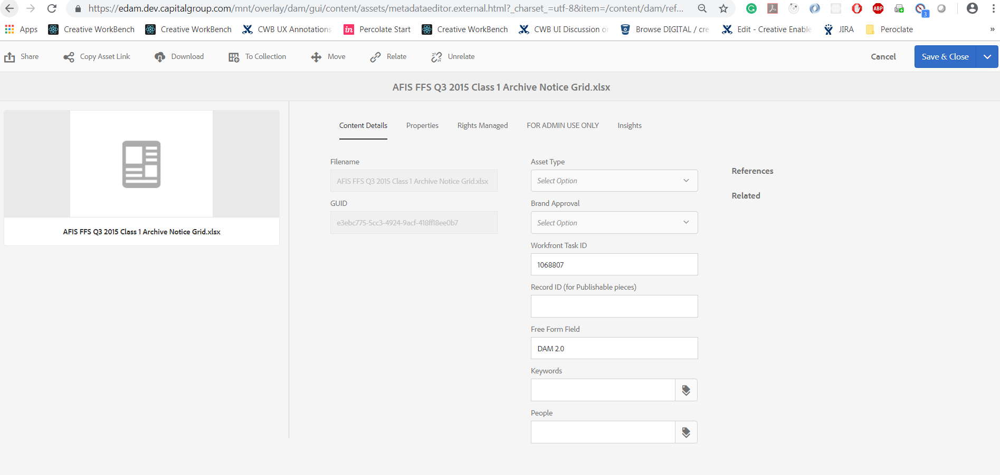 https://edam.dev.capitalgroup.com/mnt/overlay/dam/gui/content/assets/metadataeditor.external.html?_charset_=utf-8&item=/content/dam/ref...
ABP
3
Apps Creative WorkBench Creative WorkBench CWB UX Annotations in Percolate Start Creative WorkBench CWB UI Discussion Browse DIGITAL / Edit - Creative Enable JIRA Peroclate »
Share Copy Asset Link Download To Collection Move Relate Unrelate Cancel Save & Close
AFIS FFS Q3 2015 Class 1 Archive Notice Grid.xlsx
AFIS FFS Q3 2015 Class 1 Archive Notice Grid.xlsx
Content Details Properties Rights Managed FOR ADMIN USE ONLY Insights
Filename
AFIS FFS Q3 2015 Class 1 Archive Notice Grid.xlsx
GUID
e3ebc775-5cc3-4924-9acf-418ff18ee0b7
Asset Type
Select Option
Brand Approval
Select Option
Workfront Task ID
1068807
Record ID (for Publishable pieces)
Free Form Field
DAM 2.0
Keywords
People
References
Related